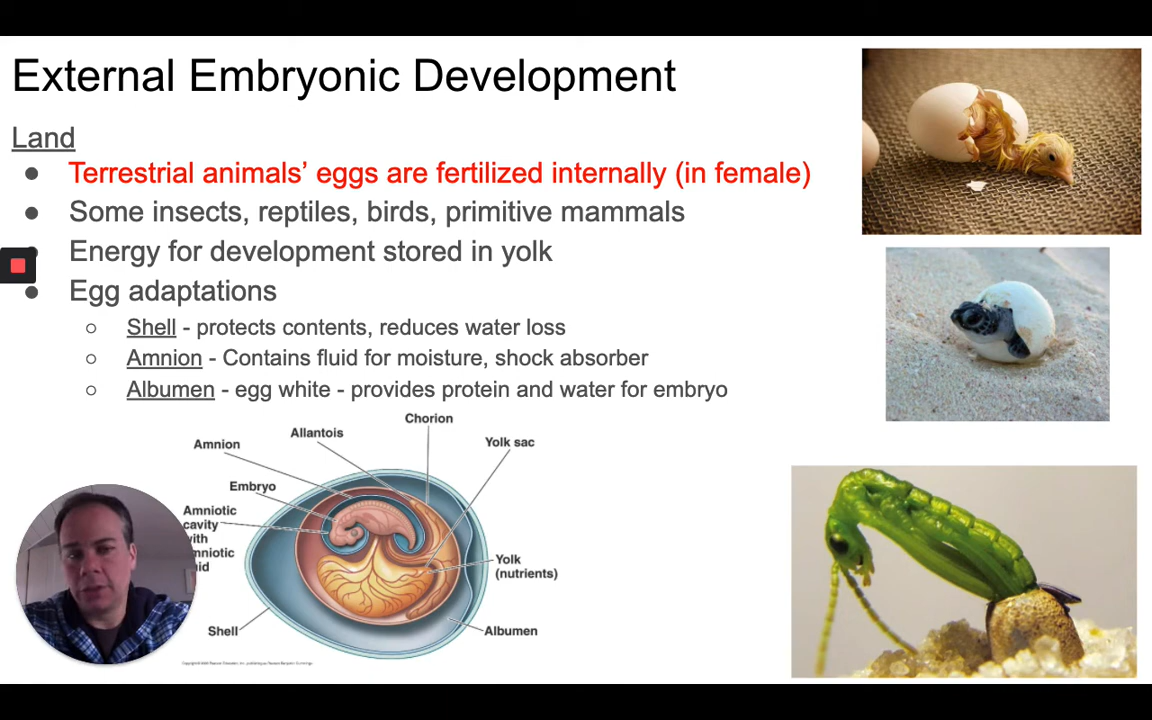 External Embryonic Development
Land
● Terrestrial animals’ eggs are fertilized internally (in female)
● Some insects, reptiles, birds, primitive mammals
● Energy for development stored in yolk
● Egg adaptations
○ Shell - protects contents, reduces water loss
○ Amnion - Contains fluid for moisture, shock absorber
○ Albumen - egg white - provides protein and water for embryo
Chorion
Allantois
Yolk sac
Amnion
Embryo
Amniotic
cavity
with
amniotic
fluid
Yolk
(nutrients)
Shell
Albumen